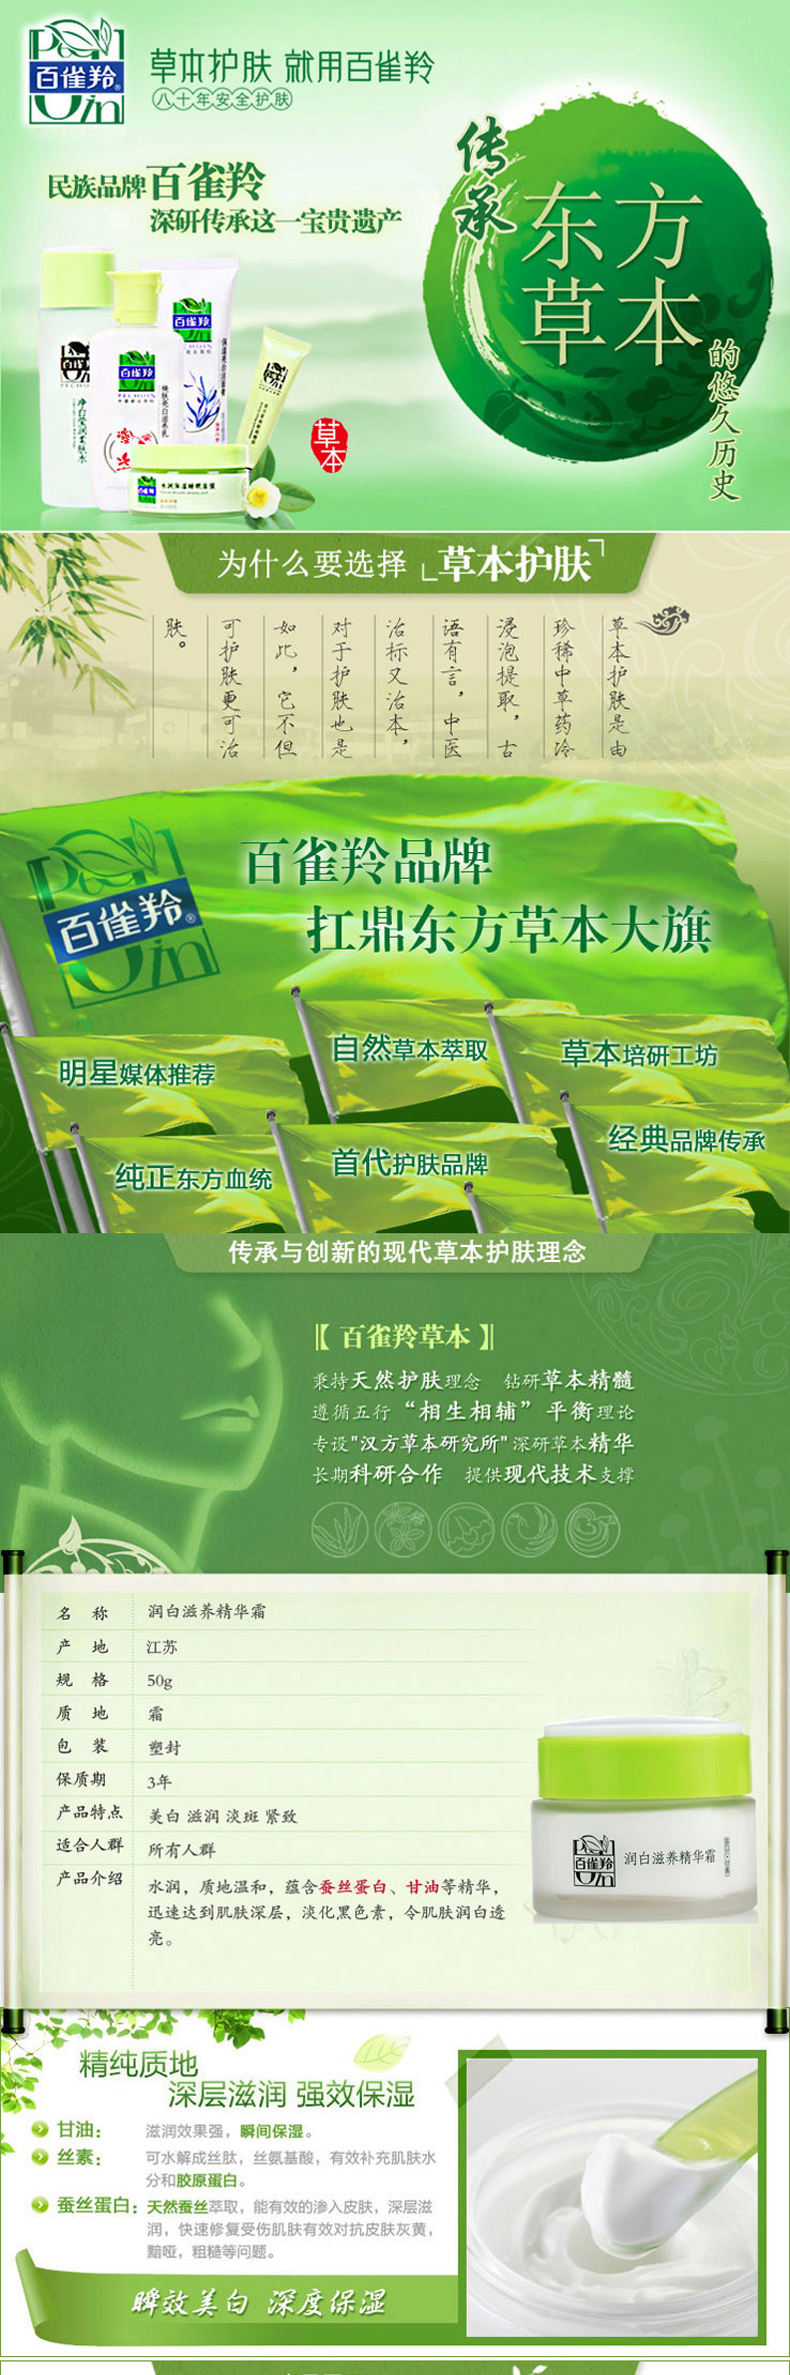 百雀羚®
草本护肤 就用百雀羚
八十年安全护肤
民族品牌百雀羚
深研传承这一宝贵遗产
传承
东方
草本
的悠久历史
百雀羚
PECHOIN
净白莹润柔肤水
百雀羚
PECHOIN
百雀羚
草本
为什么要选择「草本护肤」
草本护肤是由
珍稀中草药冷
浸泡提取，古
语有言，中医
治标又治本，
对于护肤也是
如此，它不但
可护肤更可治
肤。
百雀羚®
百雀羚品牌
扛鼎东方草本大旗
自然草本萃取
草本培研工坊
明星媒体推荐
经典品牌传承
首代护肤品牌
纯正东方血统
传承与创新的现代草本护肤理念
【百雀羚草本】
秉持天然护肤理念 钻研草本精髓
遵循五行“相生相辅”平衡理论
专设"汉方草本研究所"深研草本精华
长期科研合作 提供现代技术支撑
名 称 润白滋养精华霜
产 地 江苏
规 格 50g
质 地 霜
包 装 塑封
保质期 3年
产品特点 美白 滋润 淡斑 紧致
适合人群 所有人群
产品介绍 水润，质地温和，蕴含蚕丝蛋白、甘油等精华，
迅速达到肌肤深层，淡化黑色素，令肌肤润白透
亮。
百雀羚
润白滋养精华霜
精纯质地
深层滋润 强效保湿
甘油： 滋润效果强，瞬间保湿。
丝素： 可水解成丝肽，丝氨基酸，有效补充肌肤水
分和胶原蛋白。
蚕丝蛋白：天然蚕丝萃取，能有效的渗入皮肤，深层滋
润，快速修复受伤肌肤有效对抗皮肤灰黄，
黯哑，粗糙等问题。
瞬效美白 深度保湿